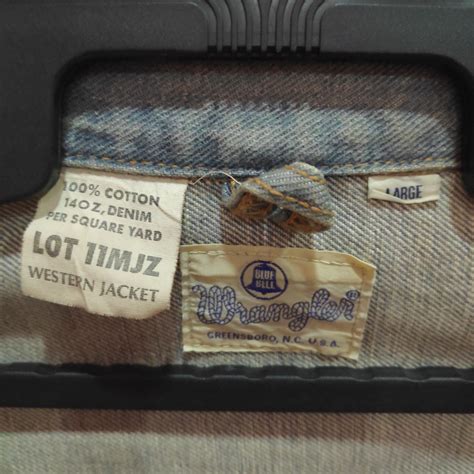 100% COTTON
14 OZ, DENIM
PER SQUARE YARD
LOT 11MJZ
WESTERN JACKET
LARGE
BLUE
BELL
Wrangler
GREENSBORO, N.C. U.S.A.